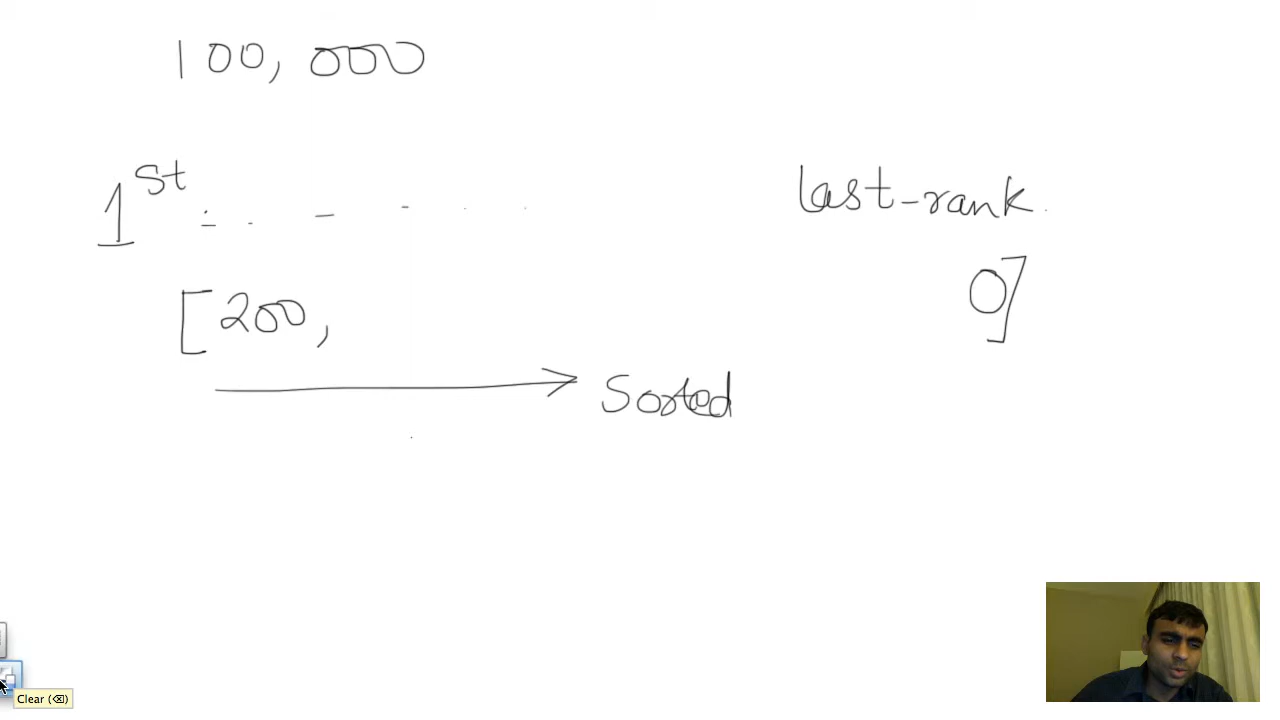 100,000
1st . . - - . . last-rank.
[200, 0]
Sorted
Clear (⌫)